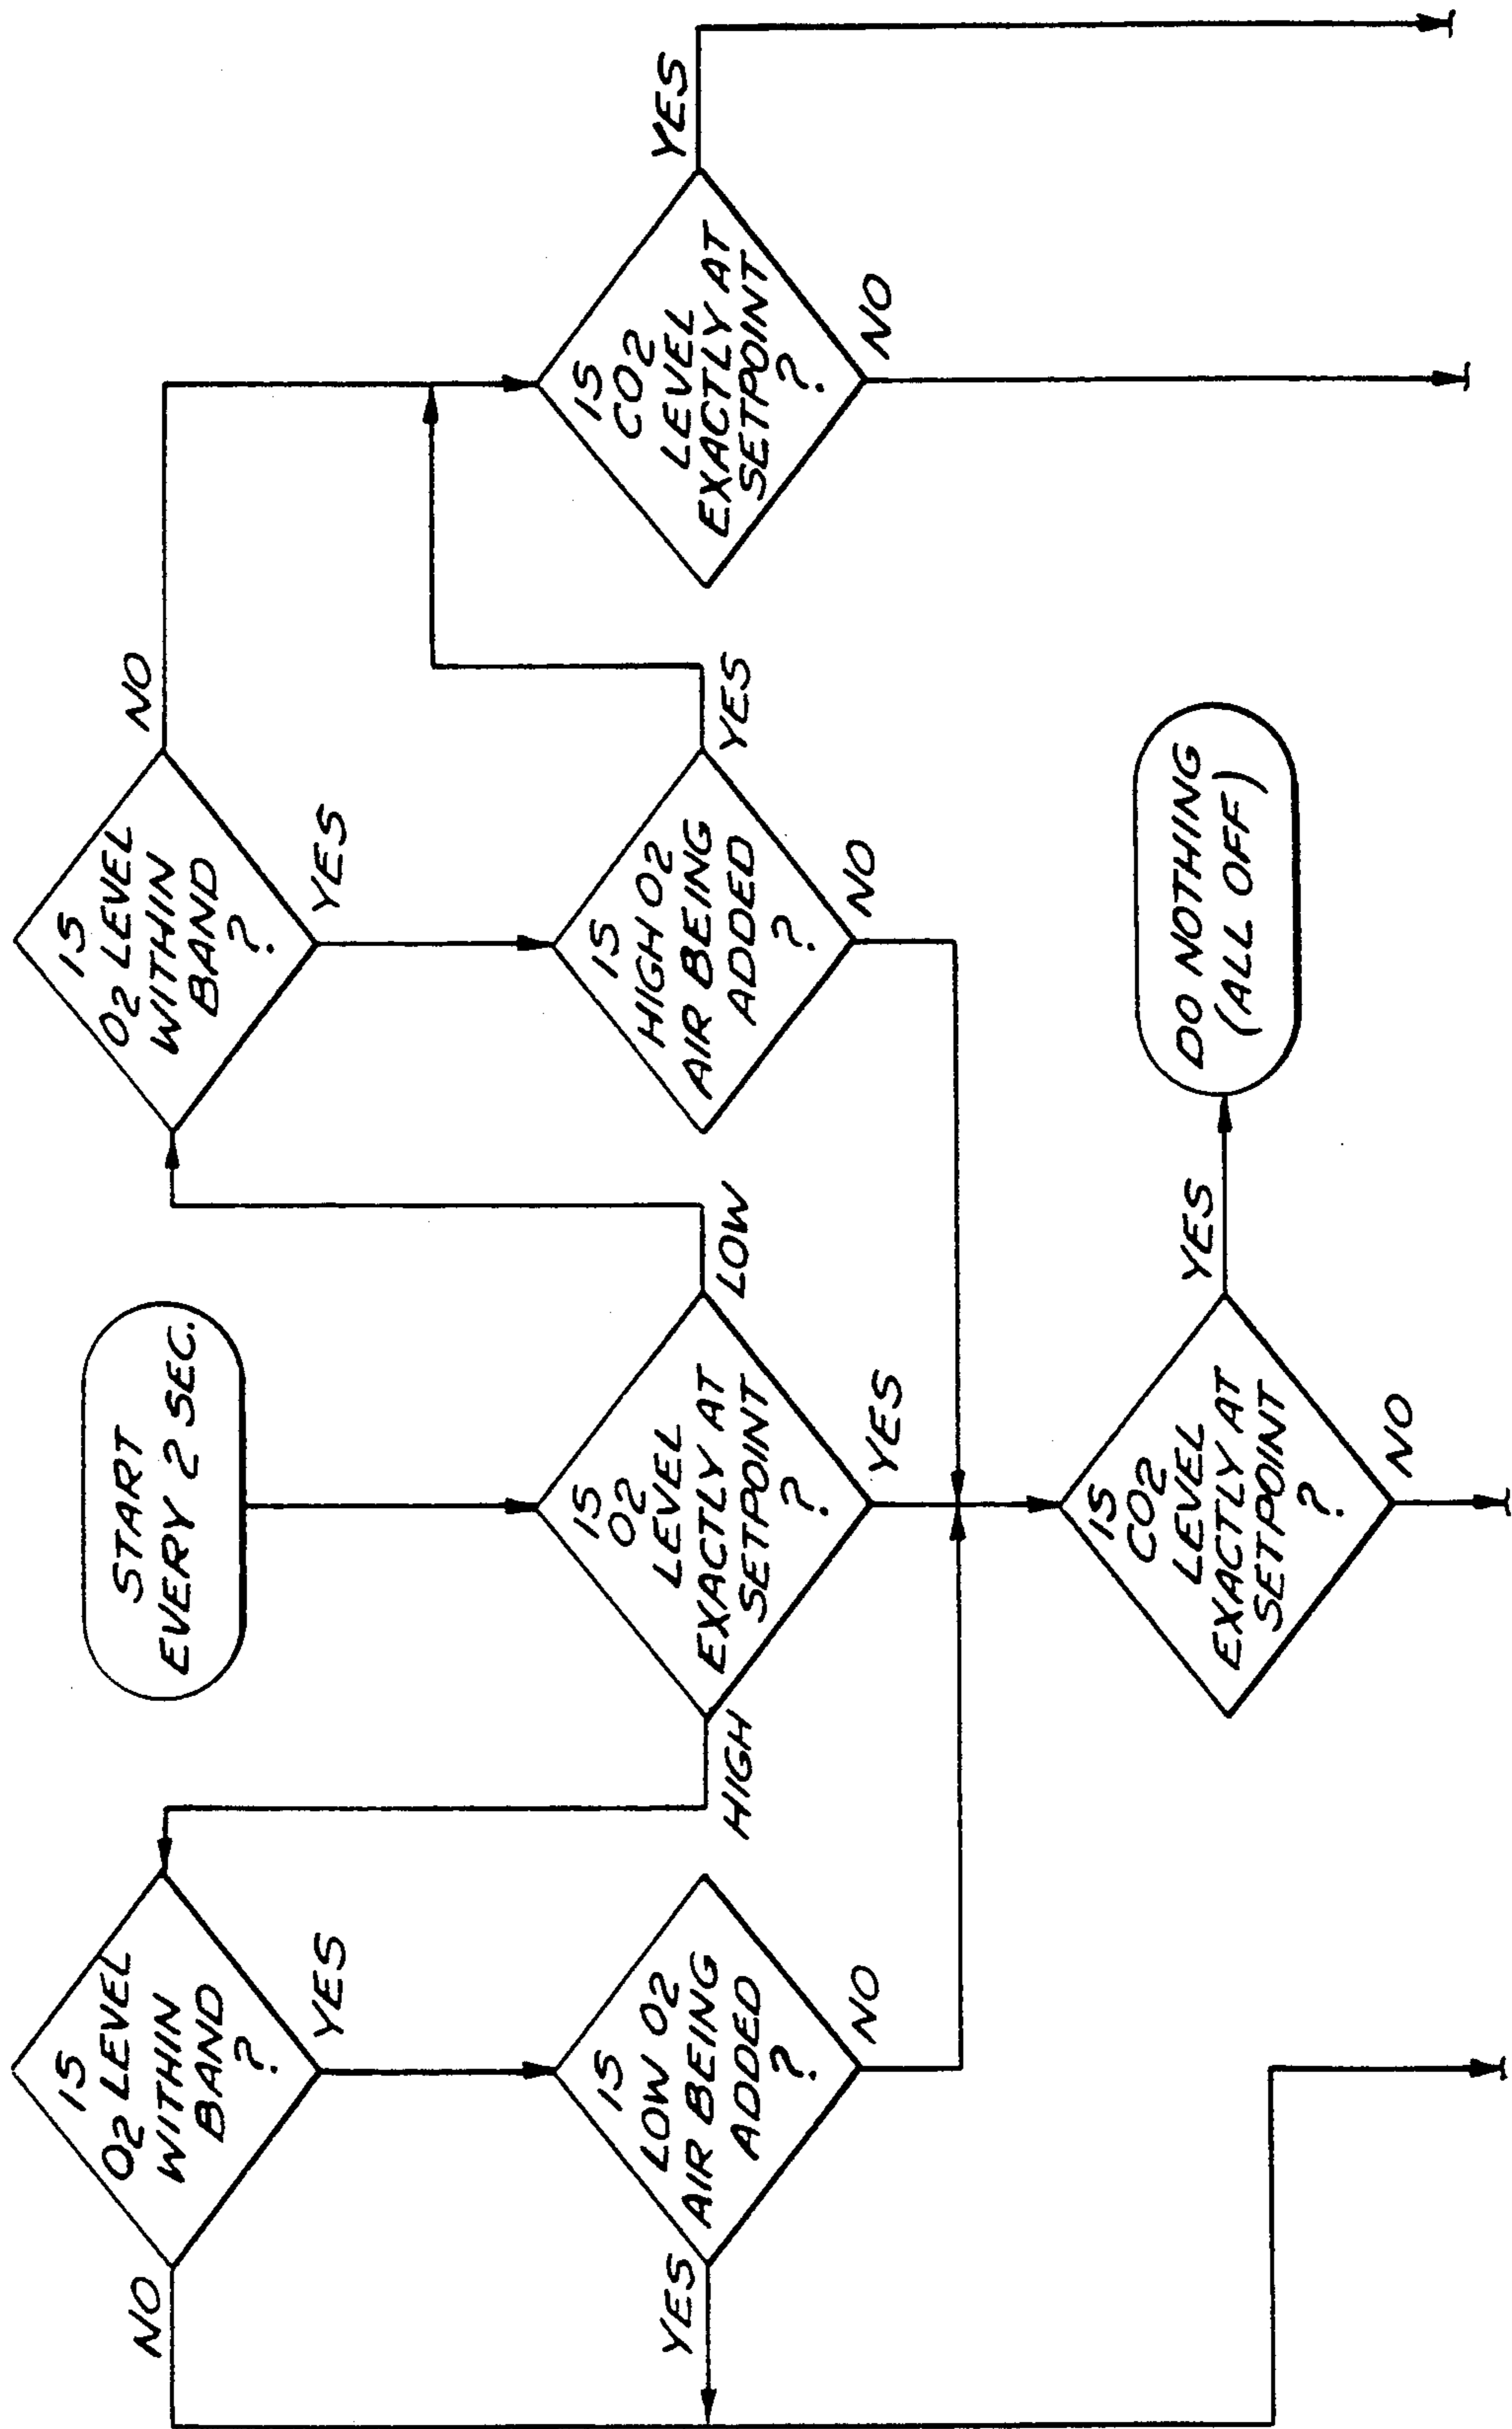 IS
O2 LEVEL
WITHIN
BAND
?
NO
YES
START
EVERY 2 SEC.
IS
O2 LEVEL
WITHIN
BAND
?
NO
YES
IS
LOW O2
AIR BEING
ADDED
?
YES
NO
IS
O2
LEVEL
EXACTLY AT
SETPOINT
?
HIGH
LOW
YES
IS
HIGH O2
AIR BEING
ADDED
?
YES
NO
IS
CO2
LEVEL
EXACTLY AT
SETPOINT
?
YES
NO
IS
CO2
LEVEL
EXACTLY AT
SETPOINT
?
YES
NO
DO NOTHING
(ALL OFF)